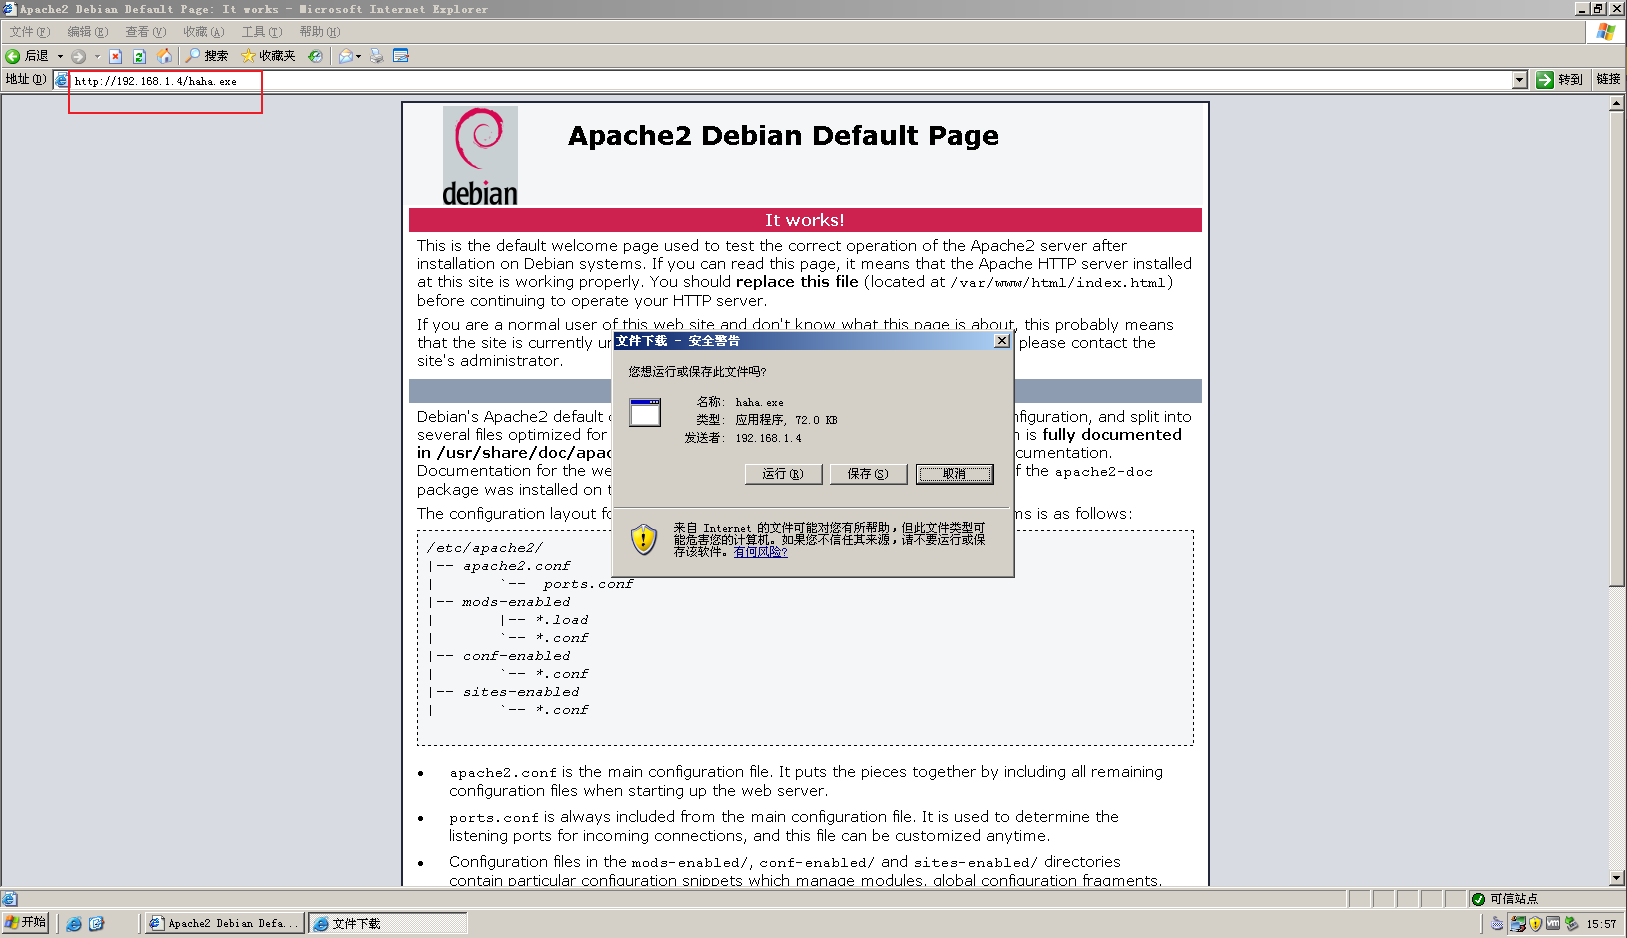 Apache2 Debian Default Page: It works - Microsoft Internet Explorer
文件(F) 编辑(E) 查看(V) 收藏(A) 工具(T) 帮助(H)
后退 搜索 收藏夹
地址(D) http://192.168.1.4/haha.exe 转到 链接
debian
Apache2 Debian Default Page
It works!
This is the default welcome page used to test the correct operation of the Apache2 server after
installation on Debian systems. If you can read this page, it means that the Apache HTTP server installed
at this site is working properly. You should replace this file (located at /var/www/html/index.html)
before continuing to operate your HTTP server.
If you are a normal user of this web site and don't know what this page is about, this probably means
that the site is currently un
please contact the
site's administrator.
文件下载 - 安全警告
您想运行或保存此文件吗?
名称: haha.exe
类型: 应用程序, 72.0 KB
发送者: 192.168.1.4
运行(R) 保存(S) 取消
来自 Internet 的文件可能对您有所帮助,但此文件类型可
能危害您的计算机。如果您不信任其来源,请不要运行或保
存该软件。有何风险?
Debian's Apache2 default
figuration, and split into
several files optimized for
is fully documented
in /usr/share/doc/apac
cumentation.
Documentation for the we
f the apache2-doc
package was installed on t
The configuration layout fo
ms is as follows:
/etc/apache2/
|-- apache2.conf
|       `--  ports.conf
|-- mods-enabled
|       |-- *.load
|       `-- *.conf
|-- conf-enabled
|       `-- *.conf
|-- sites-enabled
|       `-- *.conf
• apache2.conf is the main configuration file. It puts the pieces together by including all remaining
configuration files when starting up the web server.
• ports.conf is always included from the main configuration file. It is used to determine the
listening ports for incoming connections, and this file can be customized anytime.
• Configuration files in the mods-enabled/, conf-enabled/ and sites-enabled/ directories
contain particular configuration snippets which manage modules, global configuration fragments,
可信站点
开始 Apache2 Debian Defa... 文件下载 15:57